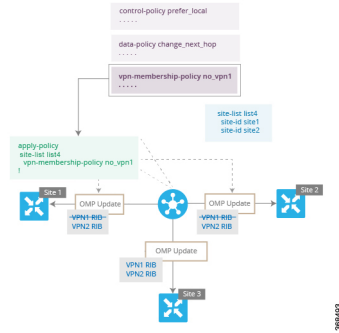 control-policy prefer_local
. . . . .
data-policy change_next_hop
. . . . .
vpn-membership-policy no_vpn1
. . . . .
site-list list4
site-id site1
site-id site2
apply-policy
site-list list4
vpn-membership-policy no_vpn1
!
Site 1
OMP Update
VPN1 RIB
VPN2 RIB
OMP Update
VPN1 RIB
VPN2 RIB
Site 2
OMP Update
VPN1 RIB
VPN2 RIB
Site 3
368493